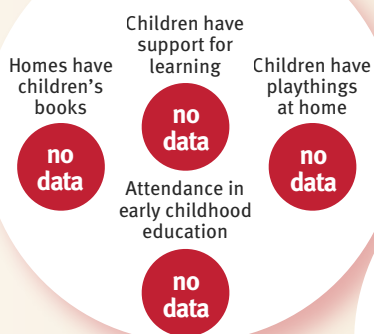 Children have
support for
learning
no
data
Homes have
children's
books
no
data
Children have
playthings
at home
no
data
Attendance in
early childhood
education
no
data